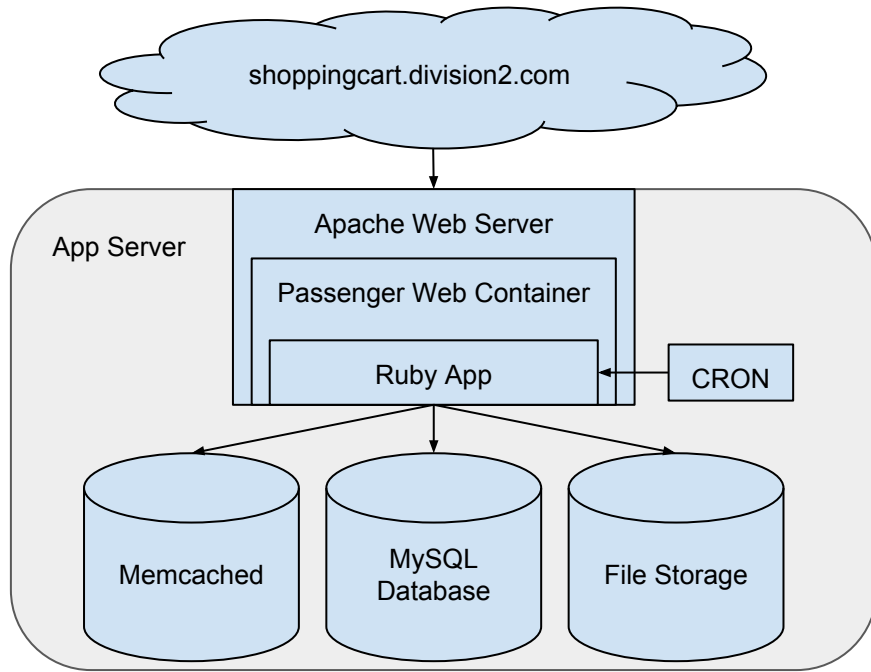 shoppingcart.division2.com
Apache Web Server
App Server
Passenger Web Container
Ruby App
CRON
Memcached
MySQL
Database
File Storage